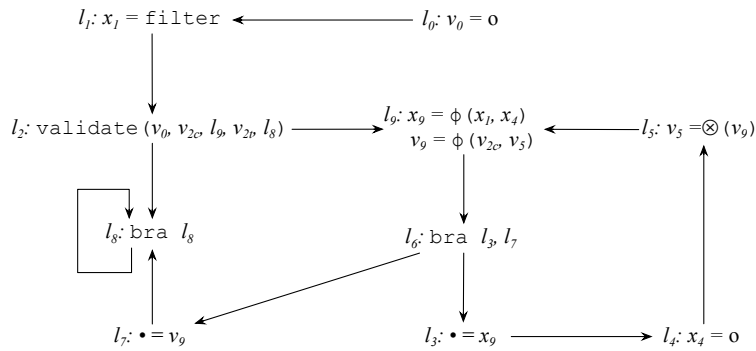 l₁: x₁ = filter
l₀: v₀ = o
l₂: validate (v₀, v₂c, l₉, v₂t, l₈)
l₉: x₉ = ϕ (x₁, x₄)
v₉ = ϕ (v₂c, v₅)
l₅: v₅ = ⊗ (v₉)
l₈: bra l₈
l₆: bra l₃, l₇
l₇: • = v₉
l₃: • = x₉
l₄: x₄ = o